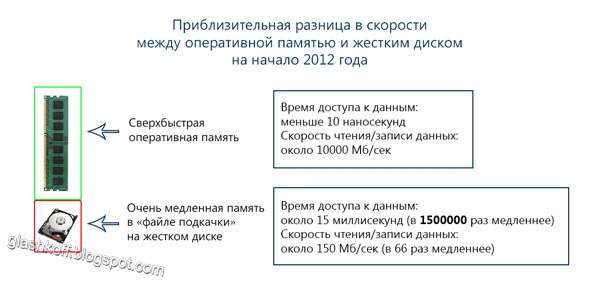 Приблизительная разница в скорости
между оперативной памятью и жестким диском
на начало 2012 года
Сверхбыстрая
оперативная память
Время доступа к данным:
меньше 10 наносекунд
Скорость чтения/записи данных:
около 10000 Мб/сек
Очень медленная память
в «файле подкачки»
на жестком диске
Время доступа к данным:
около 15 миллисекунд (в 1500000 раз медленнее)
Скорость чтения/записи данных:
около 150 Мб/сек (в 66 раз медленнее)
glashkoff.blogspot.com